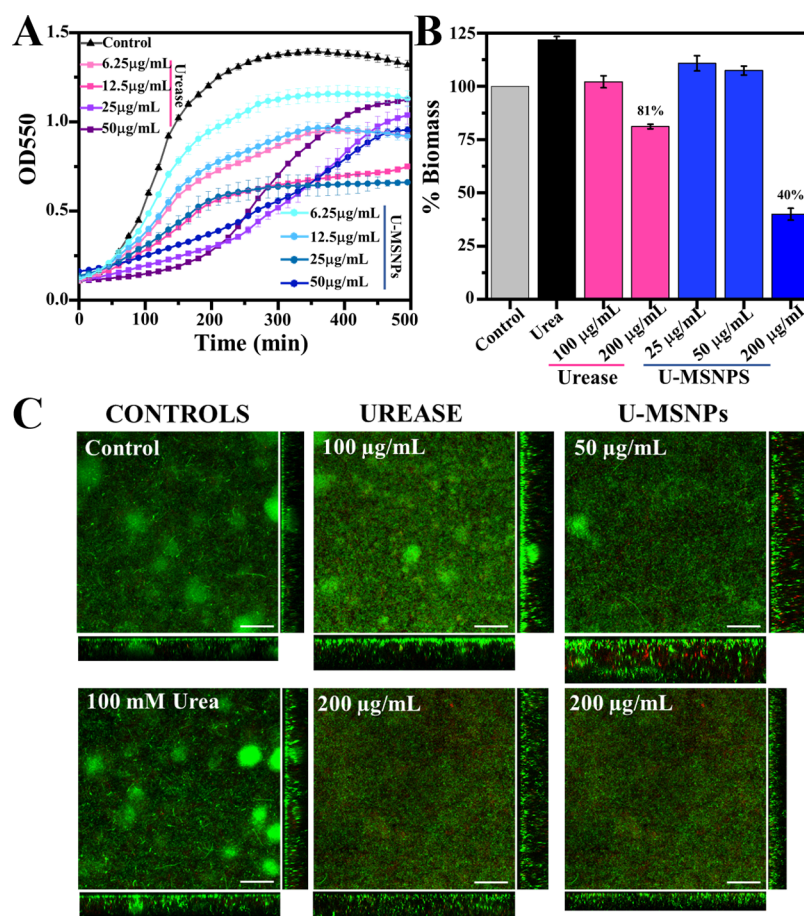 A
1.5
1.0
0.5
0.0
OD550
0
100
200
300
400
500
Time (min)
Control
6.25µg/mL
12.5µg/mL
25µg/mL
50µg/mL
Urease
6.25µg/mL
12.5µg/mL
25µg/mL
50µg/mL
U-MSNPs
B
125
100
75
50
25
0
% Biomass
81%
40%
Control
Urea
100 µg/mL
200 µg/mL
25 µg/mL
50 µg/mL
200 µg/mL
Urease
U-MSNPS
C
CONTROLS
UREASE
U-MSNPs
Control
100 µg/mL
50 µg/mL
100 mM Urea
200 µg/mL
200 µg/mL